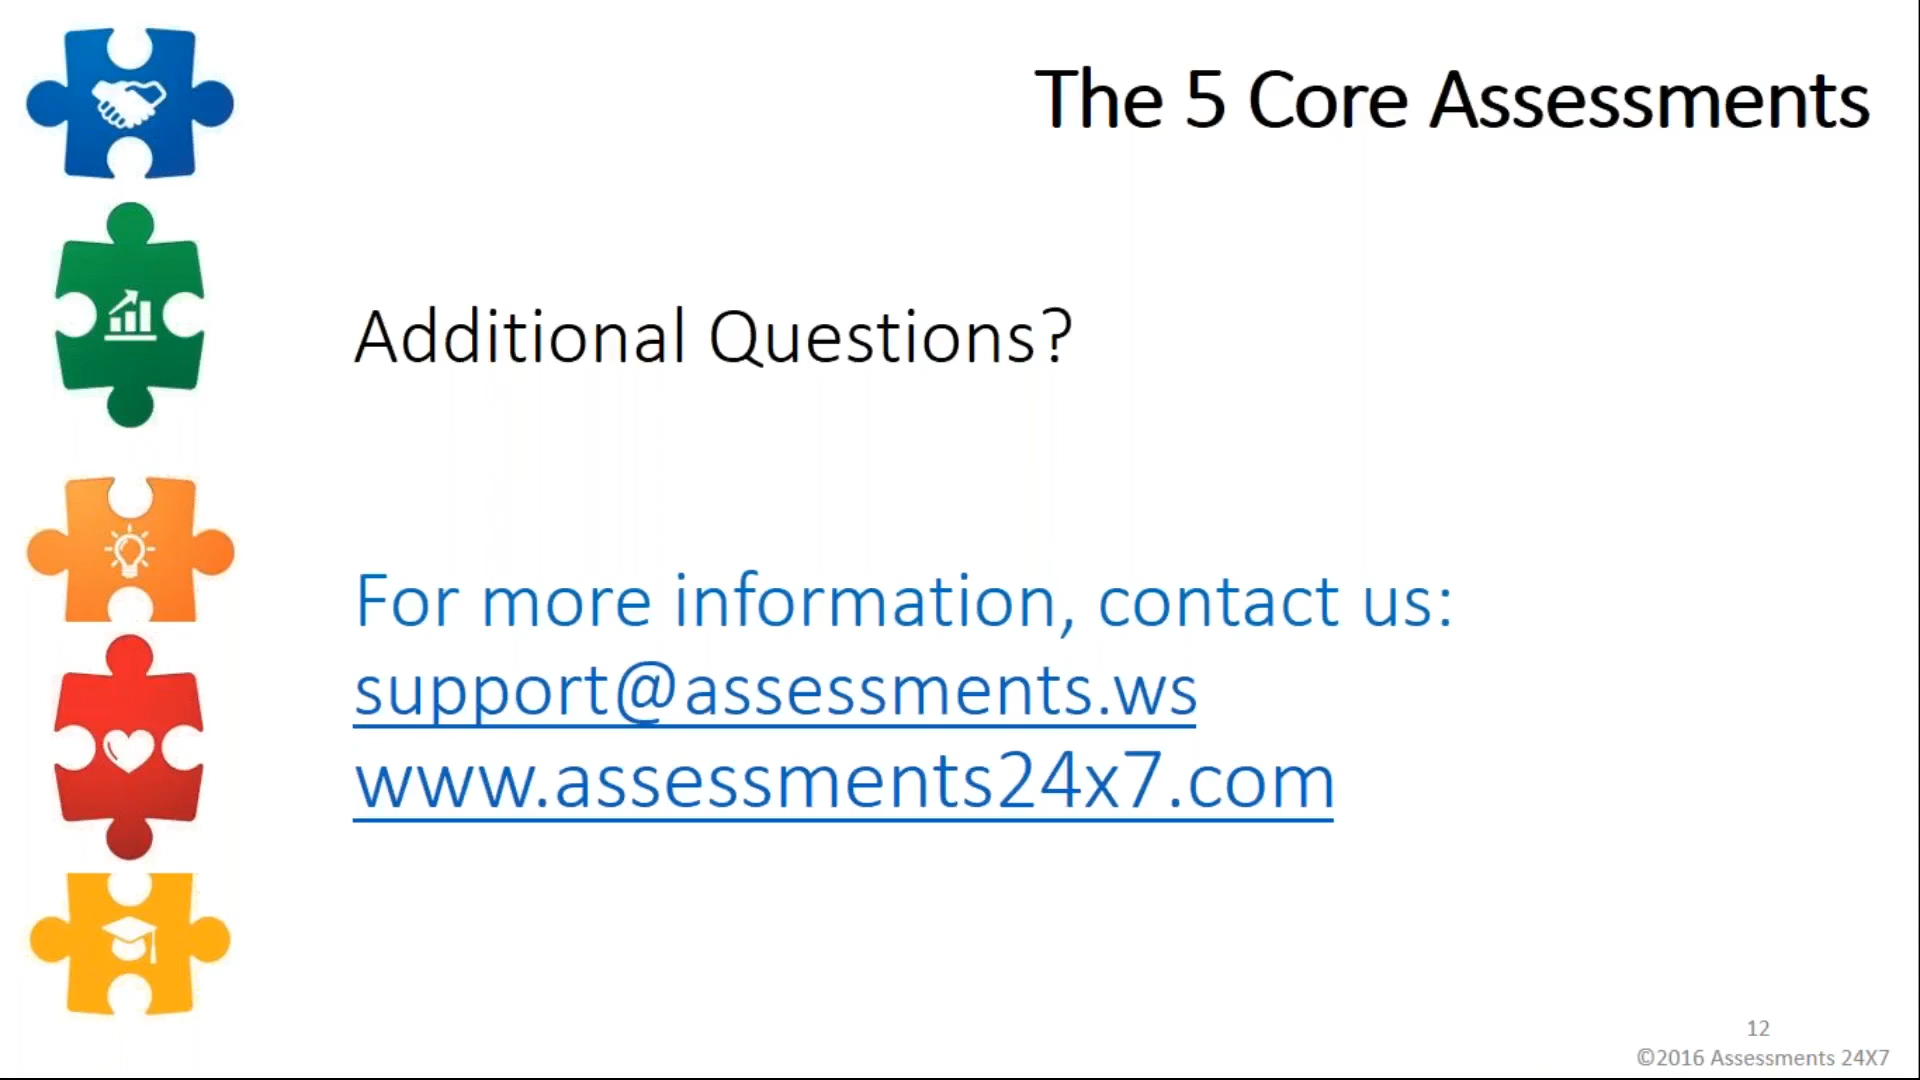 The 5 Core Assessments
Additional Questions?
For more information, contact us:
support@assessments.ws
www.assessments24x7.com
12
©2016 Assessments 24X7